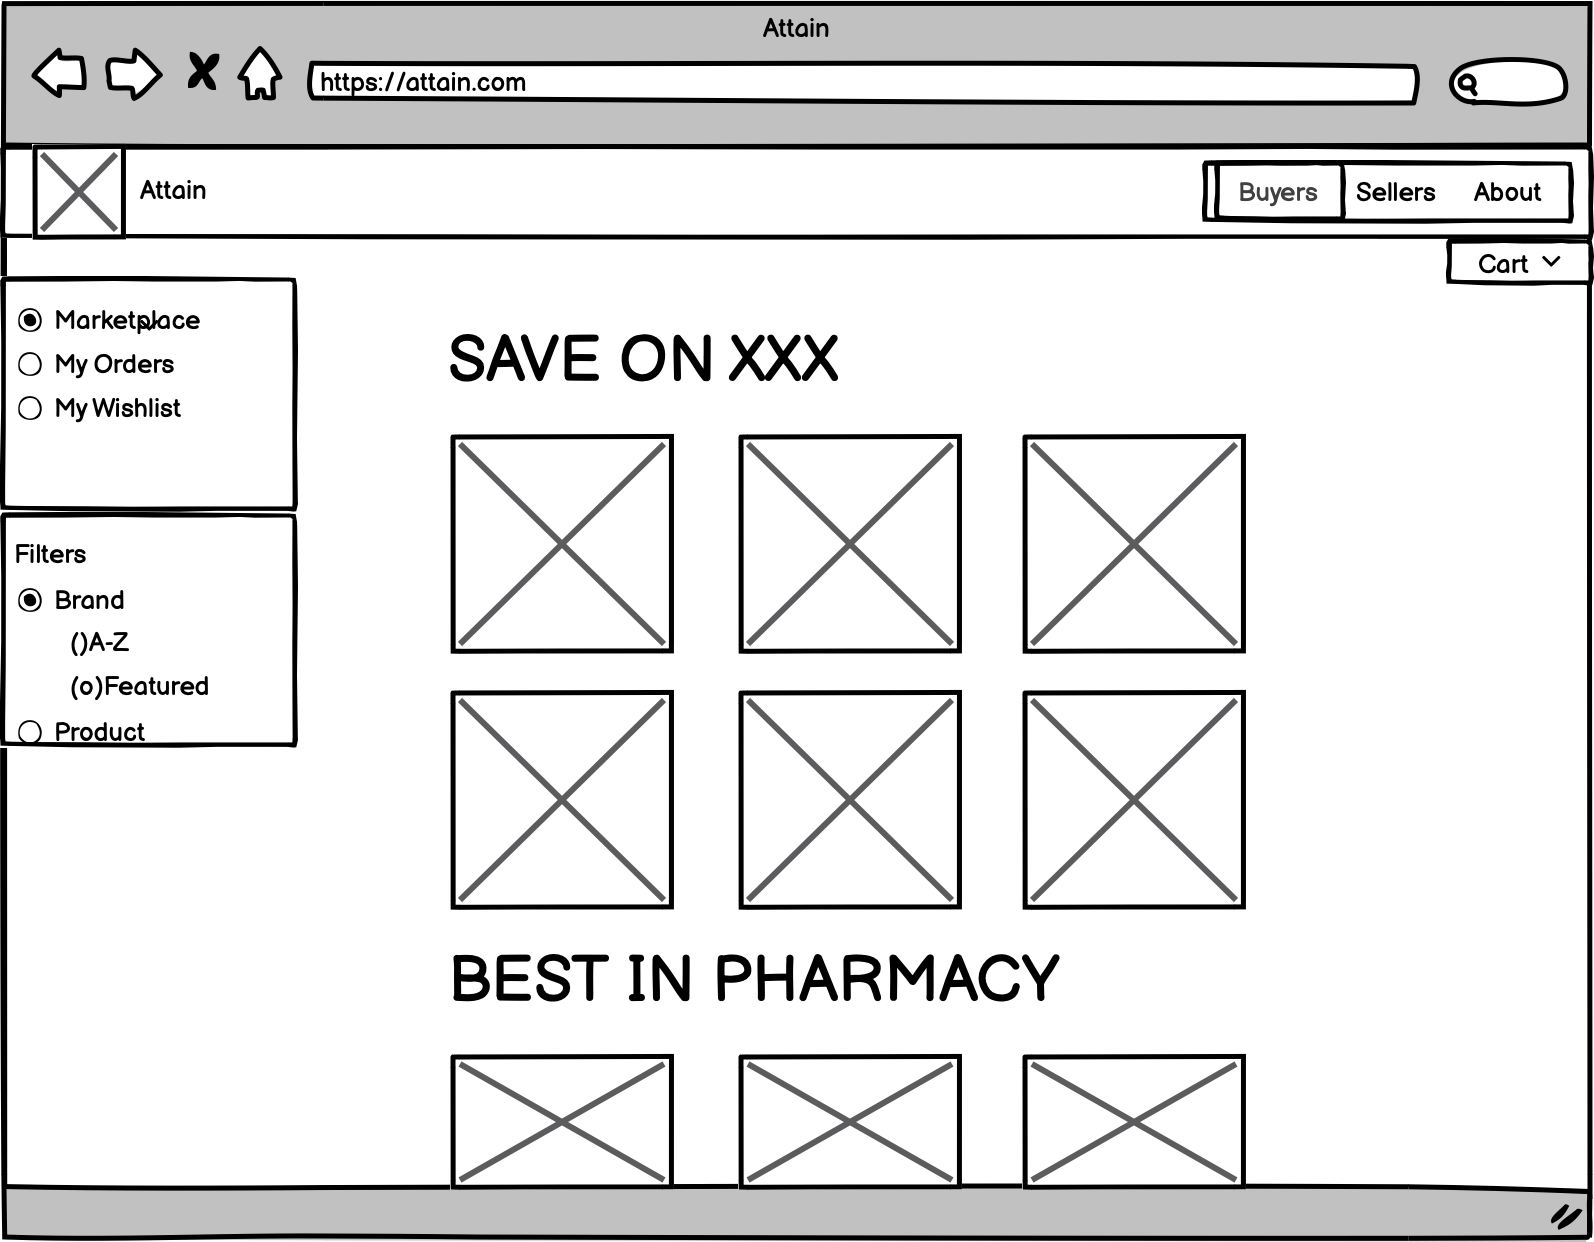 Attain
https://attain.com
Attain
Buyers Sellers About
Cart
Marketplace
My Orders
My Wishlist
SAVE ON XXX
Filters
Brand
()A-Z
(o)Featured
Product
BEST IN PHARMACY